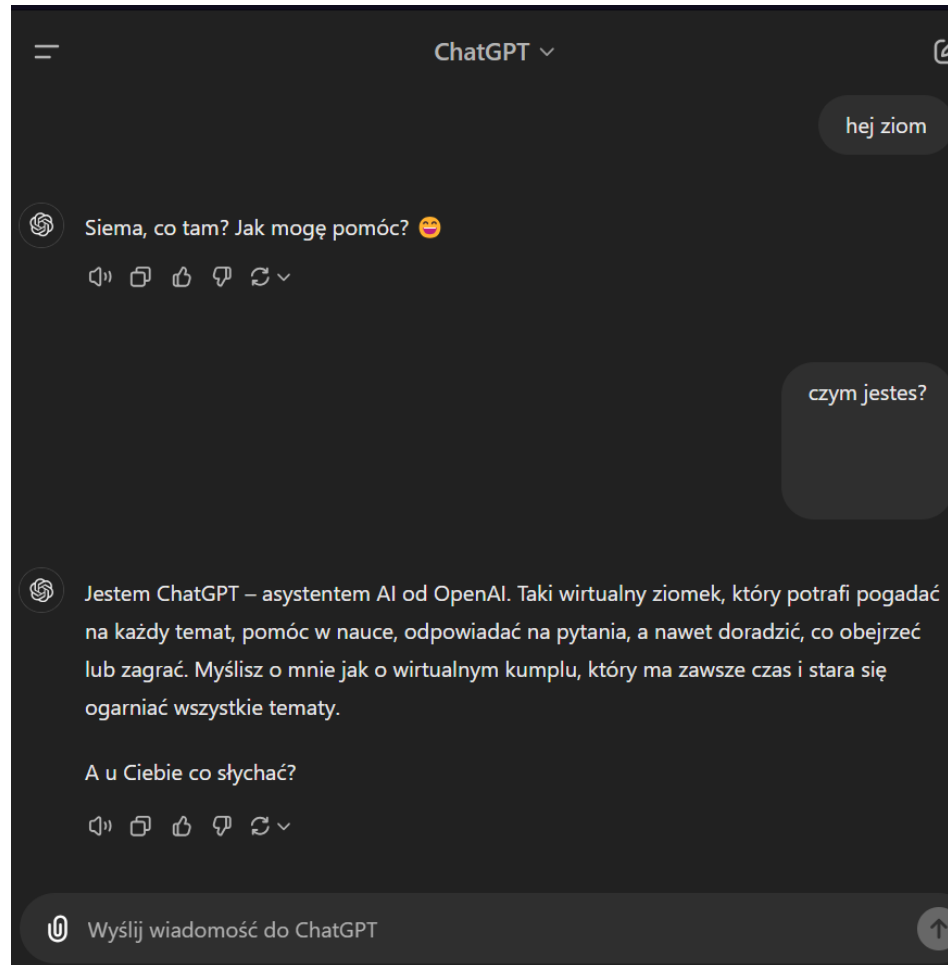 ChatGPT
hej ziom
Siema, co tam? Jak mogę pomóc? 😄
czym jestes?
Jestem ChatGPT – asystentem AI od OpenAI. Taki wirtualny ziomek, który potrafi pogadać
na każdy temat, pomóc w nauce, odpowiadać na pytania, a nawet doradzić, co obejrzeć
lub zagrać. Myślisz o mnie jak o wirtualnym kumplu, który ma zawsze czas i stara się
ogarniać wszystkie tematy.
A u Ciebie co słychać?
Wyślij wiadomość do ChatGPT